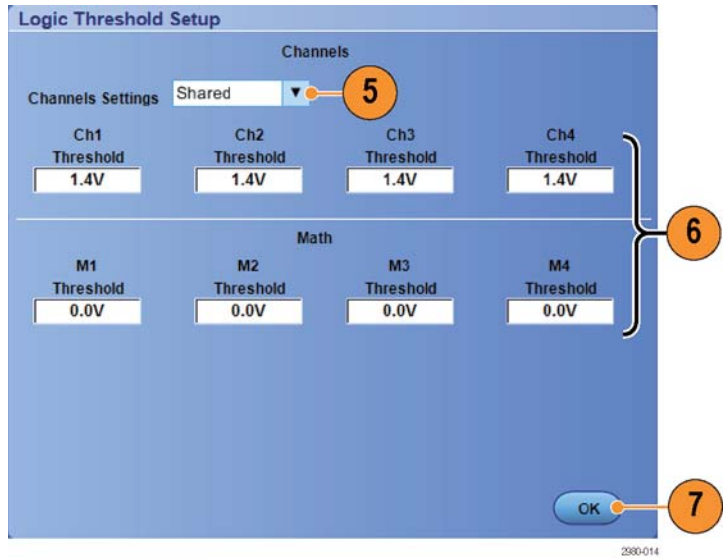 Logic Threshold Setup
Channels
Channels Settings Shared ▼ 5
Ch1 Ch2 Ch3 Ch4
Threshold Threshold Threshold Threshold
1.4V 1.4V 1.4V 1.4V
6
Math
M1 M2 M3 M4
Threshold Threshold Threshold Threshold
0.0V 0.0V 0.0V 0.0V
OK 7
2980-014